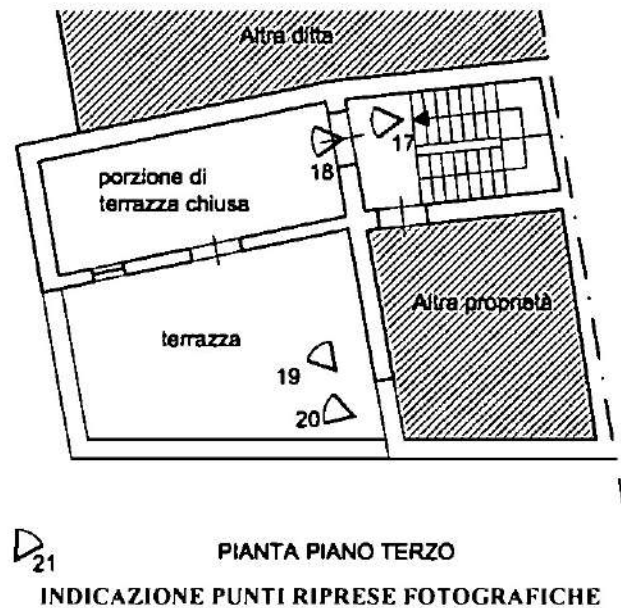 Altra ditta
17
18
porzione di
terrazza chiusa
Altra proprietà
terrazza
19
20
21
PIANTA PIANO TERZO
INDICAZIONE PUNTI RIPRESE FOTOGRAFICHE